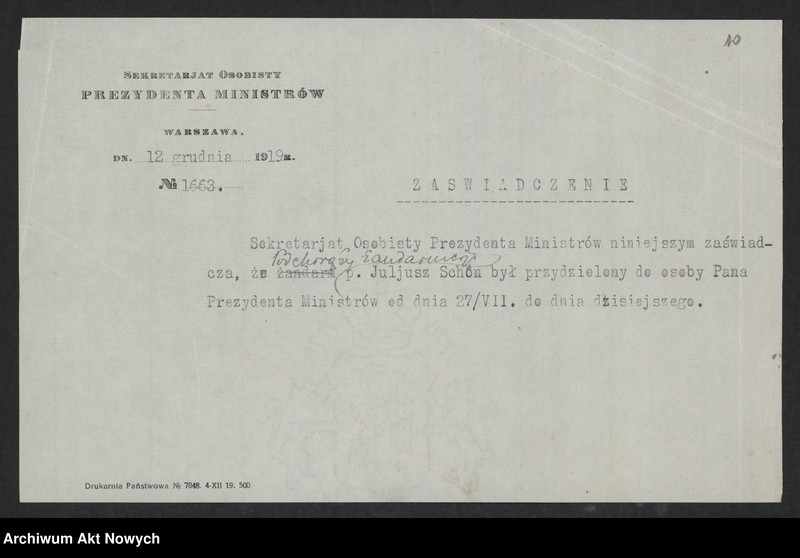 10
Sekretarjat Osobisty
PREZYDENTA MINISTRÓW
WARSZAWA.
DN. 12 grudnia 1919R.
№ 1663.
ZASWIADCZENIE
Sekretarjat Osobisty Prezydenta Ministrów niniejszym zaświad-
Podchorąży żandarmerji
cza, że żandarm p. Juljusz Schön był przydzielony do osoby Pana
Prezydenta Ministrów od dnia 27/VII. do dnia dzisiejszego.
Drukarnia Państwowa № 7848. 4-XII 19. 500
Archiwum Akt Nowych